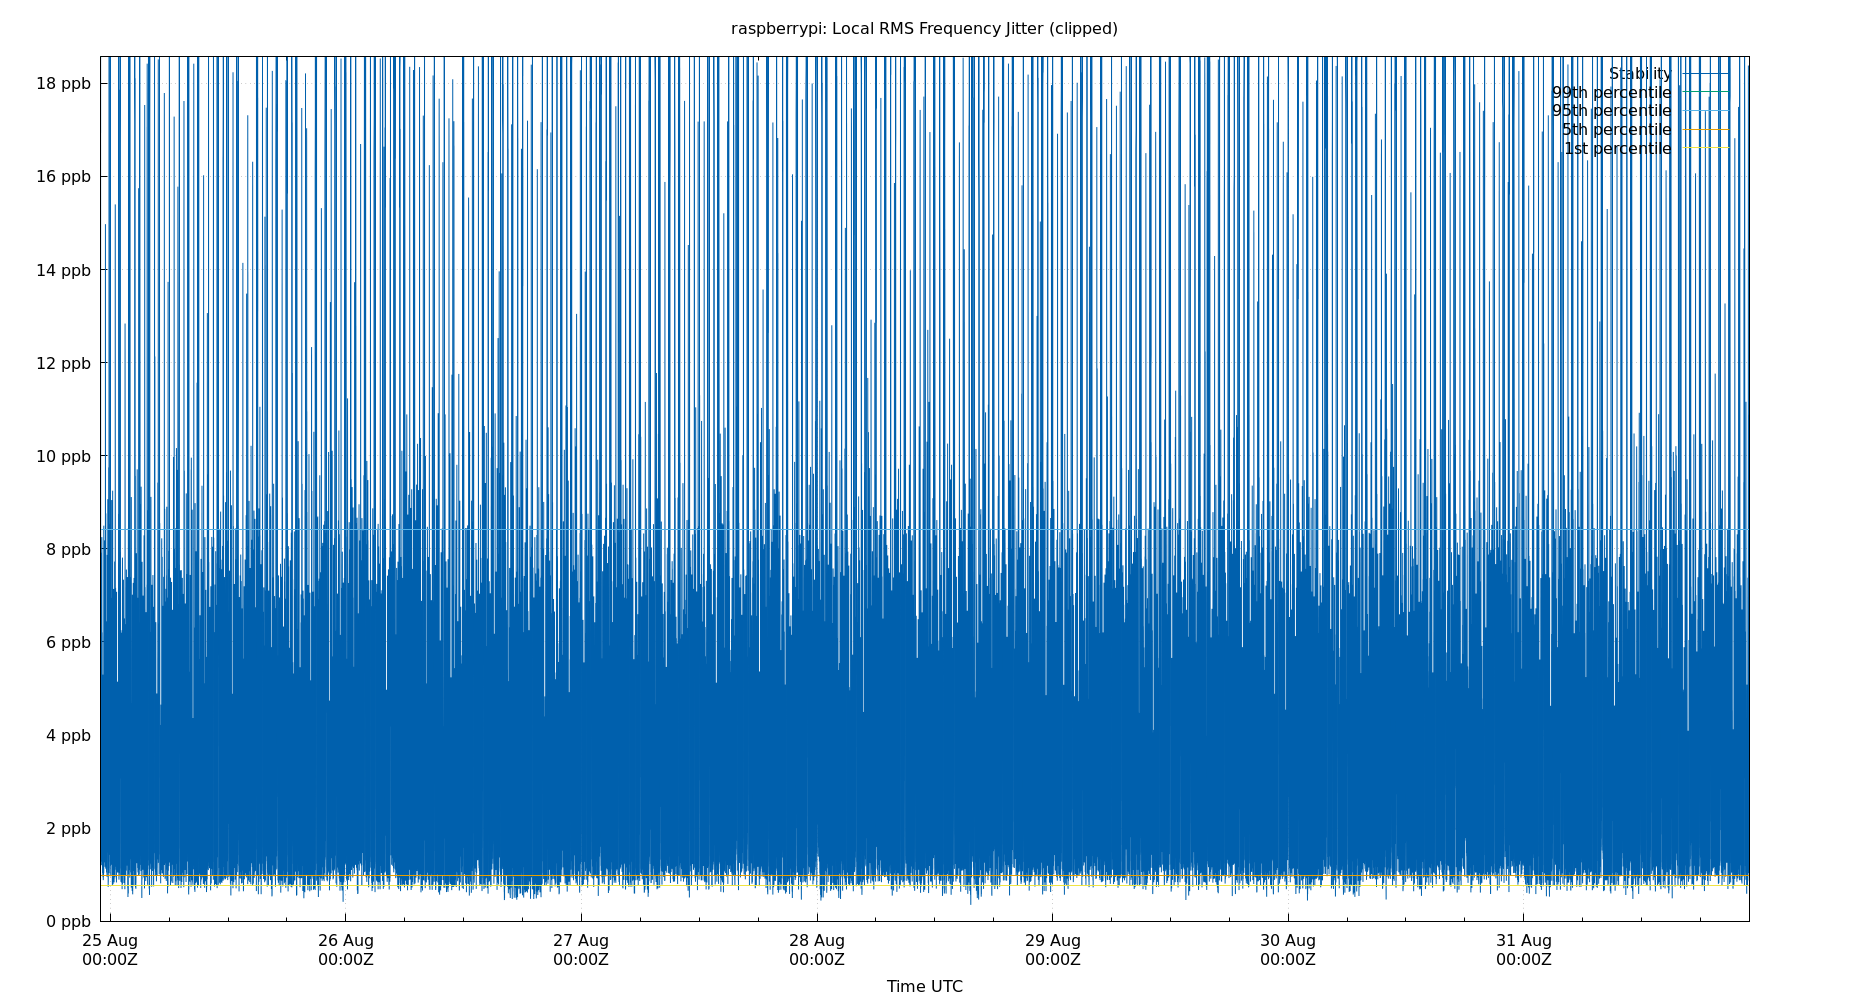 raspberrypi: Local RMS Frequency Jitter (clipped)
18 ppb
16 ppb
14 ppb
12 ppb
10 ppb
8 ppb
6 ppb
4 ppb
2 ppb
0 ppb
Stability
99th percentile
95th percentile
5th percentile
1st percentile
25 Aug 26 Aug 27 Aug 28 Aug 29 Aug 30 Aug 31 Aug
00:00Z 00:00Z 00:00Z 00:00Z 00:00Z 00:00Z 00:00Z
Time UTC